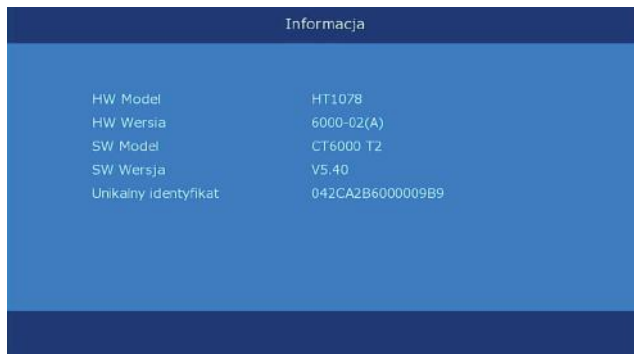 Informacja
HW Model HT1078
HW Wersia 6000-02(A)
SW Model CT6000 T2
SW Wersja V5.40
Unikalny identyfikat 042CA2B6000009B9